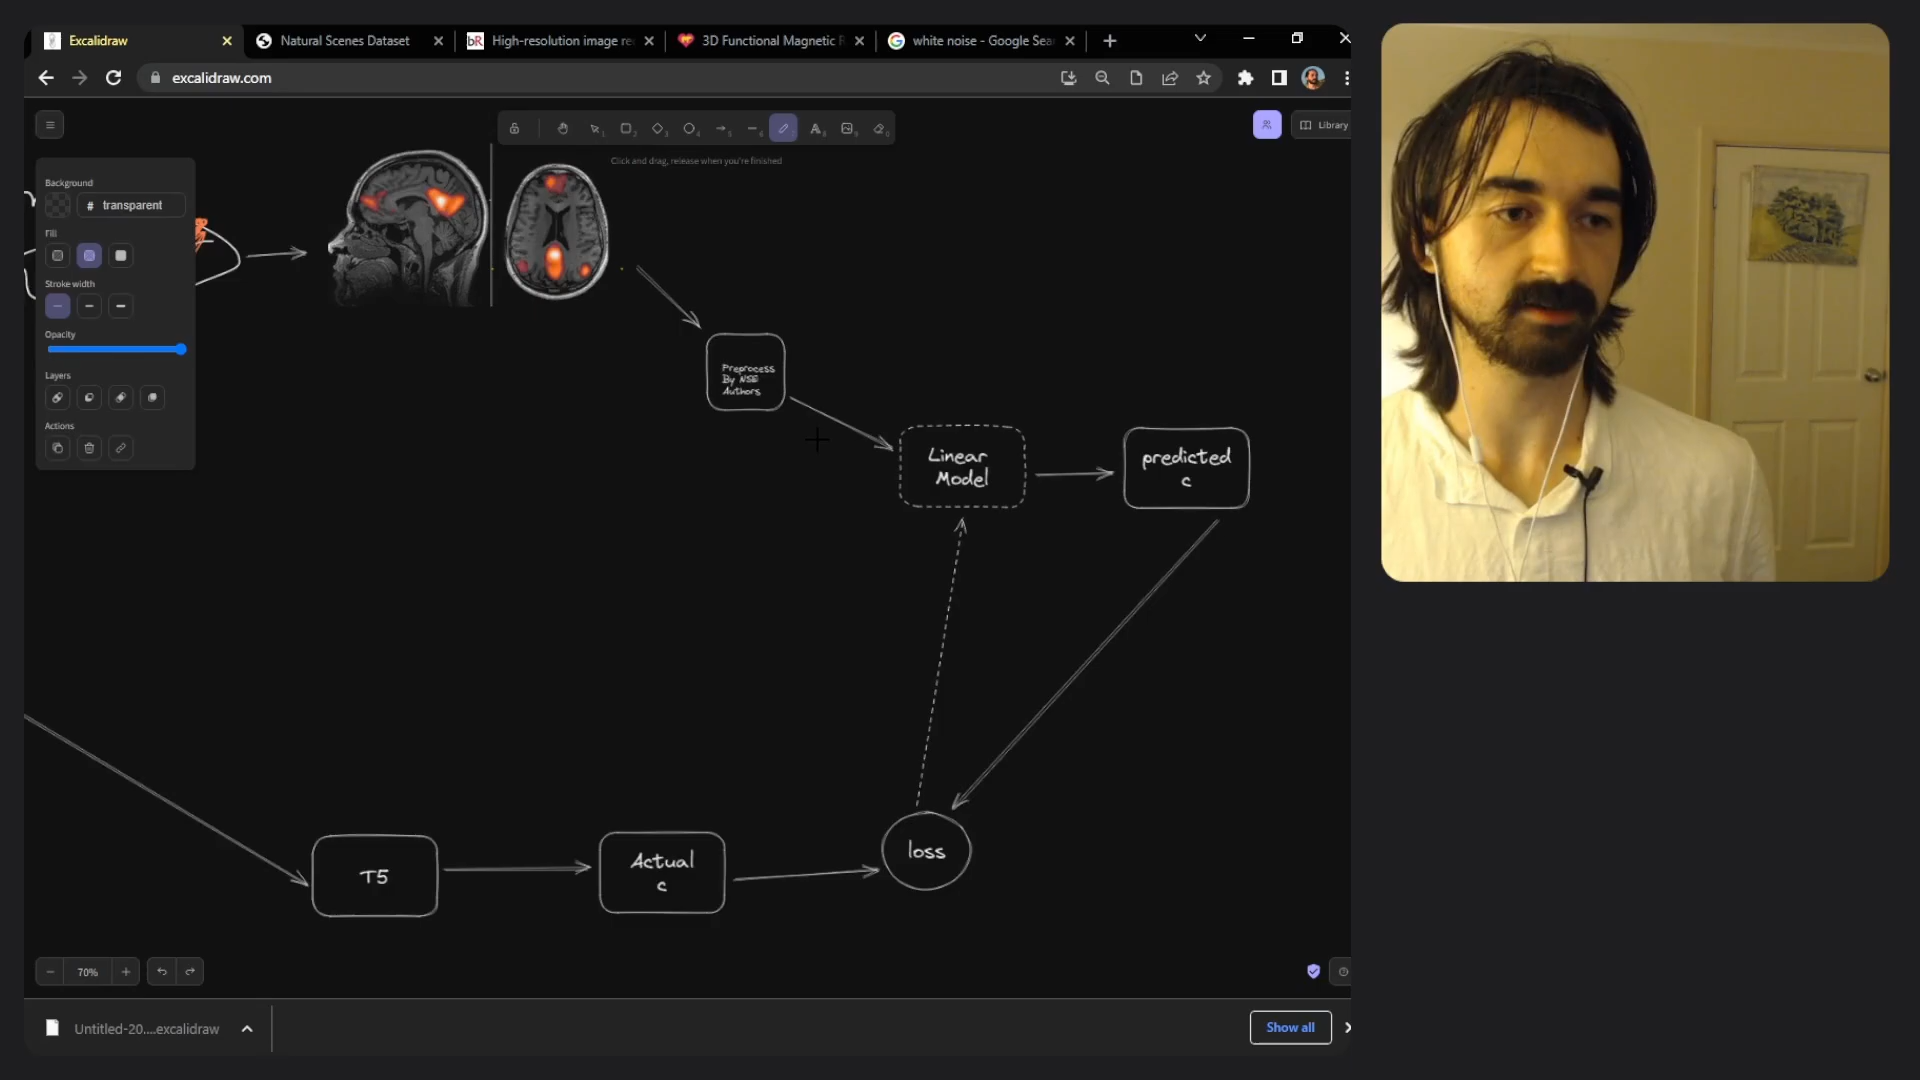 Excalidraw
Natural Scenes Dataset
High-resolution image re
3D Functional Magnetic R
white noise - Google Sea
excalidraw.com
Library
Click and drag, release when you're finished
Background
# transparent
Fill
Stroke width
Opacity
Layers
Actions
Preprocess
By NSE
Authors
Linear
Model
predicted
c
T5
Actual
c
loss
70%
Untitled-20....excalidraw
Show all